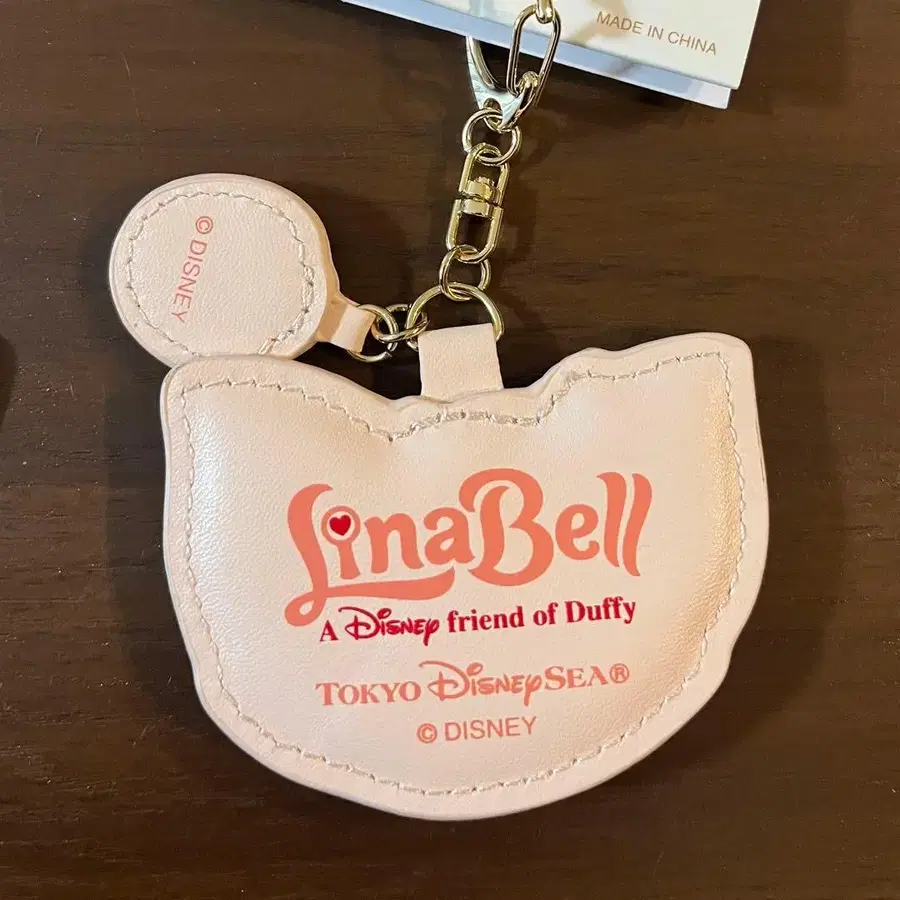 MADE IN CHINA
© DISNEY
LinaBell
A Disney friend of Duffy
TOKYO DISNEYSEA®
© DISNEY